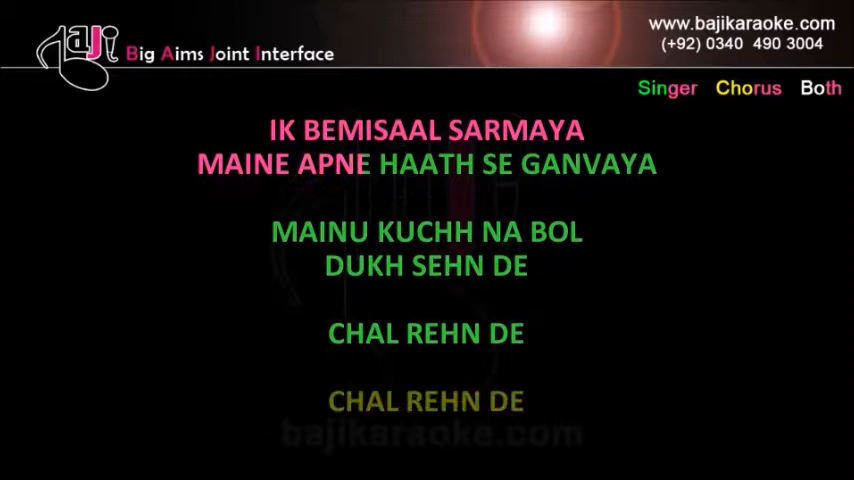 BaJi Big Aims Joint Interface
www.bajikaraoke.com
(+92) 0340 490 3004
Singer Chorus Both
IK BEMISAAL SARMAYA
MAINE APNE HAATH SE GANVAYA
MAINU KUCHH NA BOL
DUKH SEHN DE
CHAL REHN DE
CHAL REHN DE
bajikaraoke.com